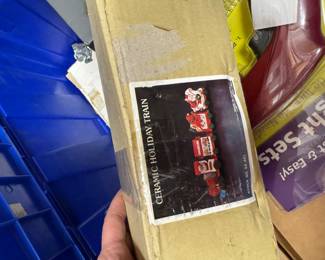 CERAMIC HOLIDAY TRAIN
ht Sets!
t & Easy!